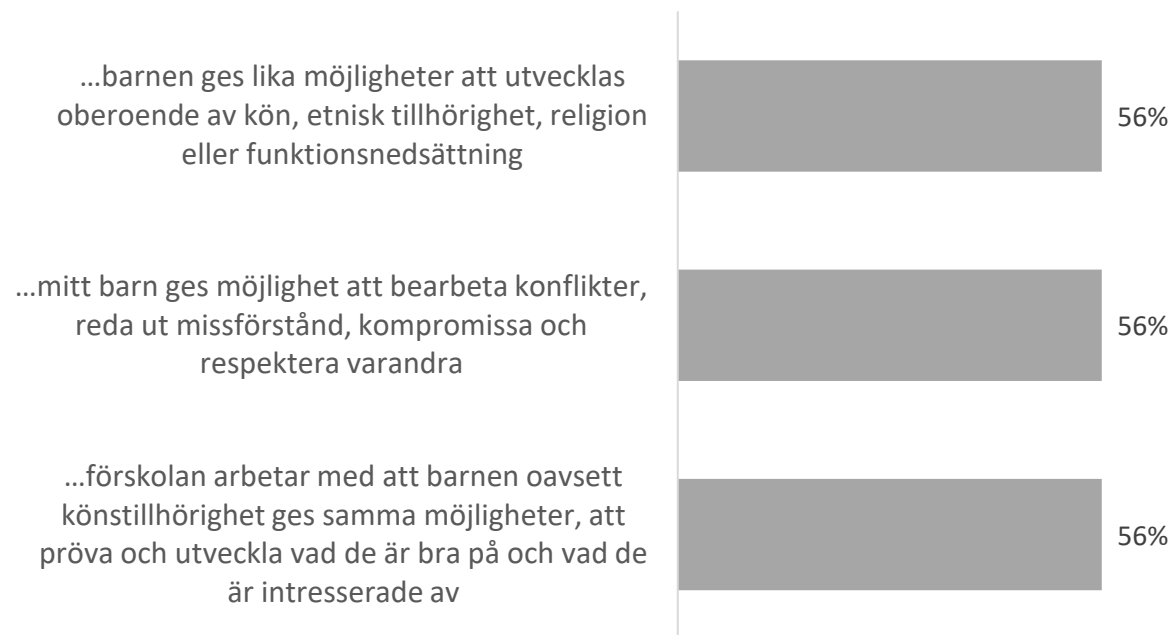 ...barnen ges lika möjligheter att utvecklas
oberoende av kön, etnisk tillhörighet, religion
eller funktionsnedsättning
56%
...mitt barn ges möjlighet att bearbeta konflikter,
reda ut missförstånd, kompromissa och
respektera varandra
56%
...förskolan arbetar med att barnen oavsett
könstillhörighet ges samma möjligheter, att
pröva och utveckla vad de är bra på och vad de
är intresserade av
56%